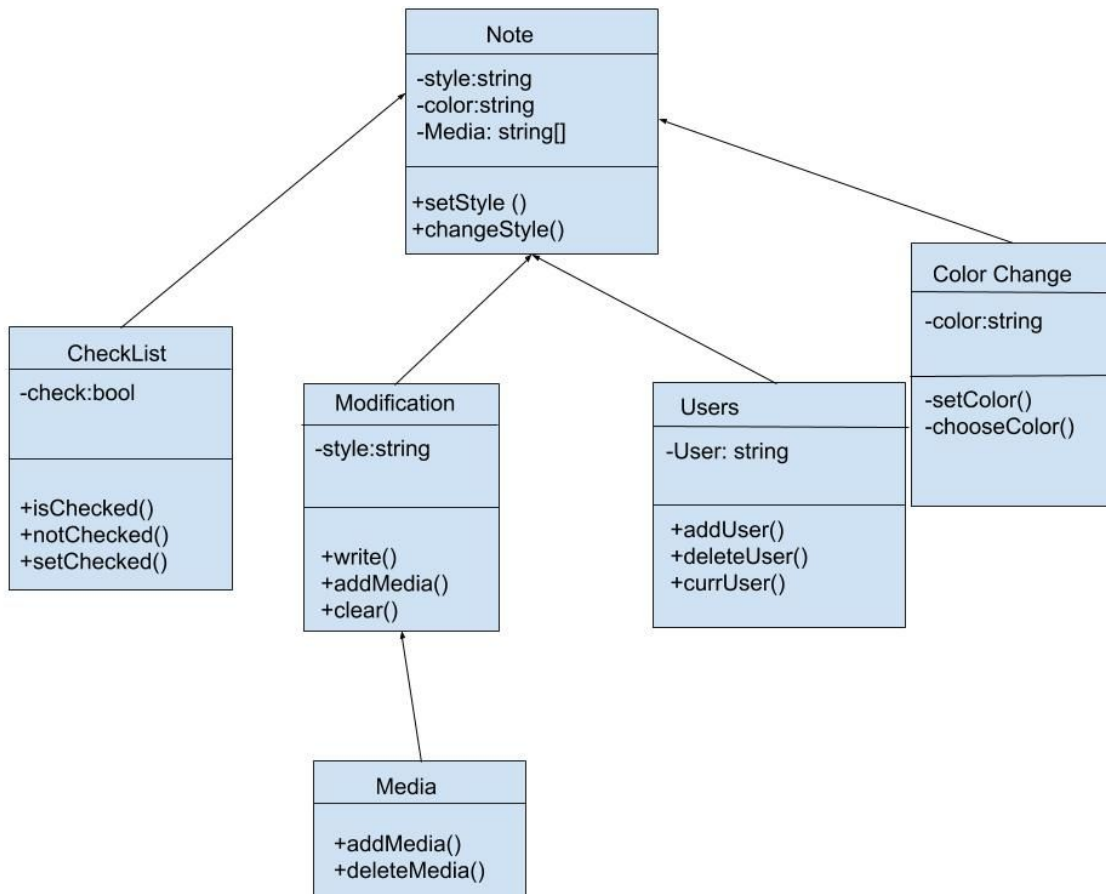 Note
-style:string
-color:string
-Media: string[]
+setStyle ()
+changeStyle()
CheckList
-check:bool
+isChecked()
+notChecked()
+setChecked()
Modification
-style:string
+write()
+addMedia()
+clear()
Users
-User: string
+addUser()
+deleteUser()
+currUser()
Color Change
-color:string
-setColor()
-chooseColor()
Media
+addMedia()
+deleteMedia()